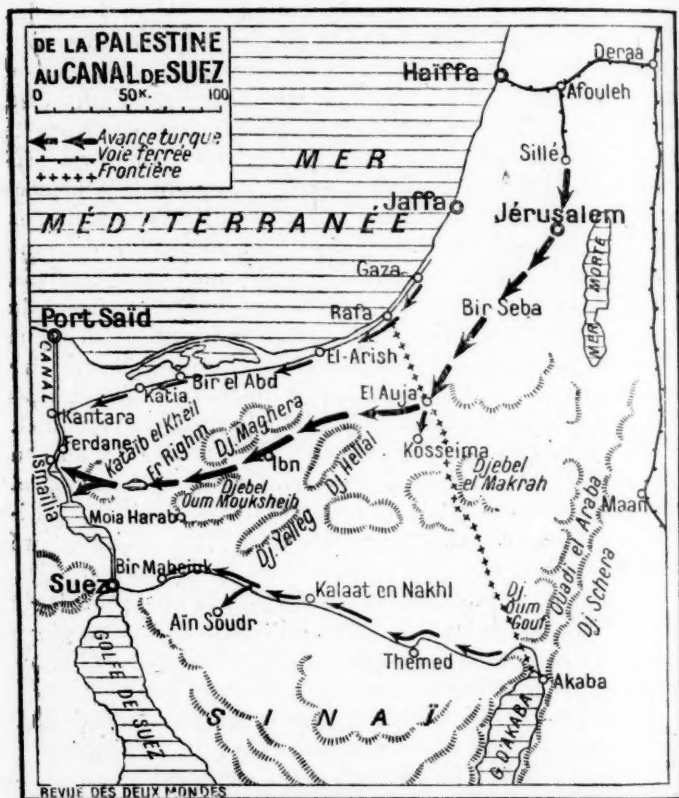 DE LA PALESTINE
AU CANAL DE SUEZ
0 50K. 100
Avance turque
Voie ferrée
Frontière
Deraa
Haïffa
Afouleh
MER
Sillé
MÉDITERRANÉE
Jaffa
Jérusalem
Gaza
MER MORTE
Rafa
Bir Seba
Port Saïd
El-Arish
CANAL
Bir el Abd
Katia
El Auja
Kantara
Ferdane
Kataïb el Kheil
Er Righm
Dj. Maghera
Kosseima
Ismaïlia
Ibn
Dj. Hellal
Djebel
el Makrah
Djebel
Oum Mouksheib
Maan
Moia Harab
Dj. Yelleg
Ouadi el Araba
Dj. Schera
Bir Mabeiuk
Suez
Kalaat en Nakhl
Dj.
Oum
Gouf
Aïn Soudr
Themed
Akaba
GOLFE DE SUEZ
SINAÏ
G. D'AKABA
REVUE DES DEUX MONDES